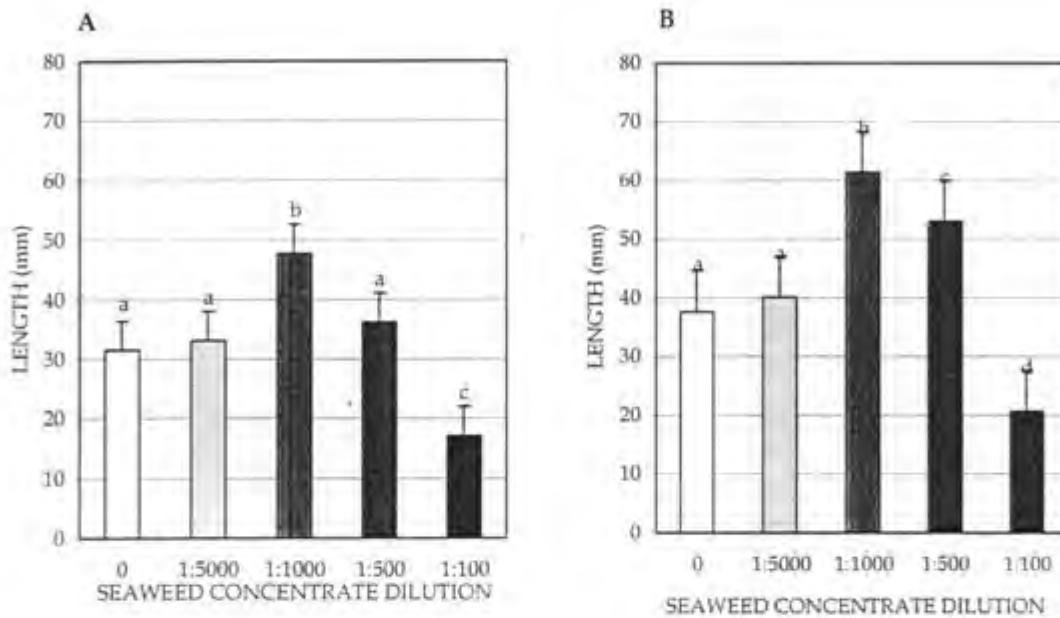 A
80
70
60
50
40
30
20
10
0
LENGTH (mm)
a
a
b
a
c
0 1:5000 1:1000 1:500 1:100
SEAWEED CONCENTRATE DILUTION
B
80
70
60
50
40
30
20
10
0
LENGTH (mm)
a
a
b
c
d
0 1:5000 1:1000 1:500 1:100
SEAWEED CONCENTRATE DILUTION